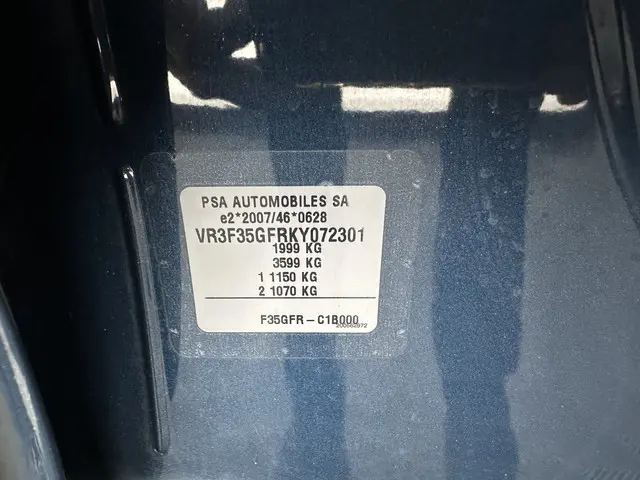 PSA AUTOMOBILES SA
e2*2007/46*0628
VR3F35GFRKY072301
1999 KG
3599 KG
1 1150 KG
2 1070 KG
F35GFR-C1B000